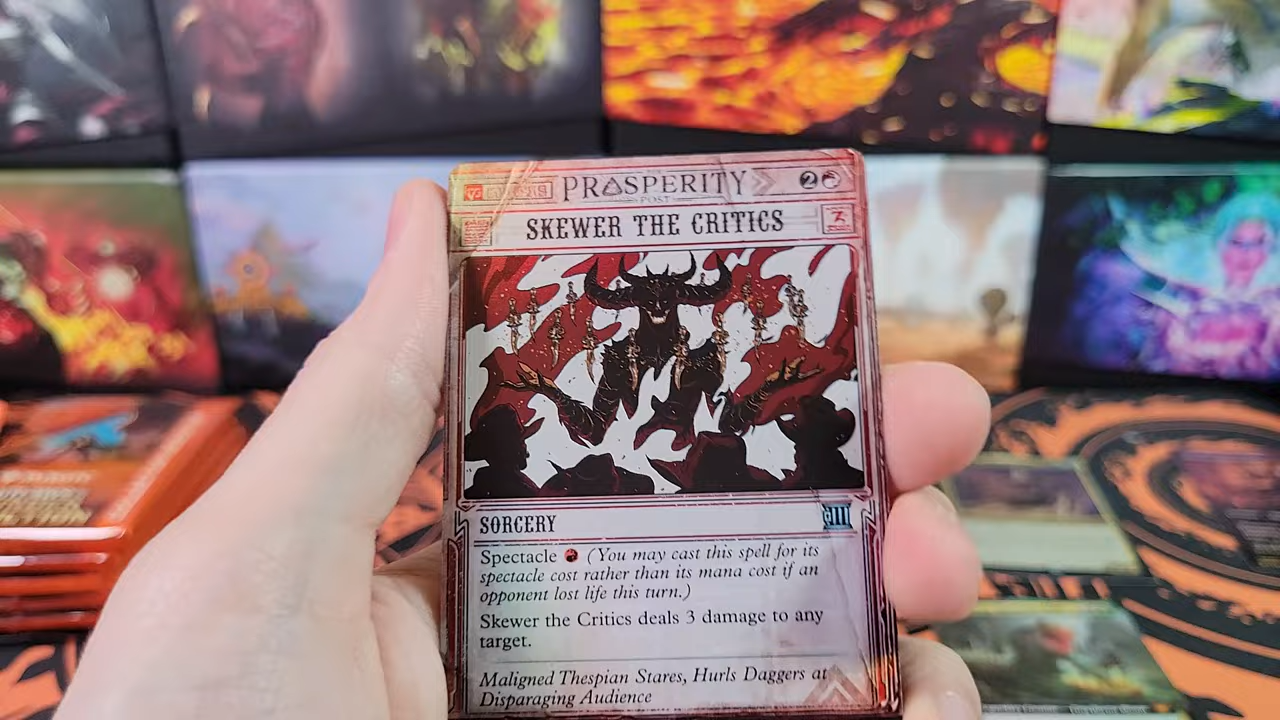 PROSPERITY
POST
2
SKEWER THE CRITICS
SORCERY
Spectacle (You may cast this spell for its
spectacle cost rather than its mana cost if an
opponent lost life this turn.)
Skewer the Critics deals 3 damage to any
target.
Maligned Thespian Stares, Hurls Daggers at
Disparaging Audience